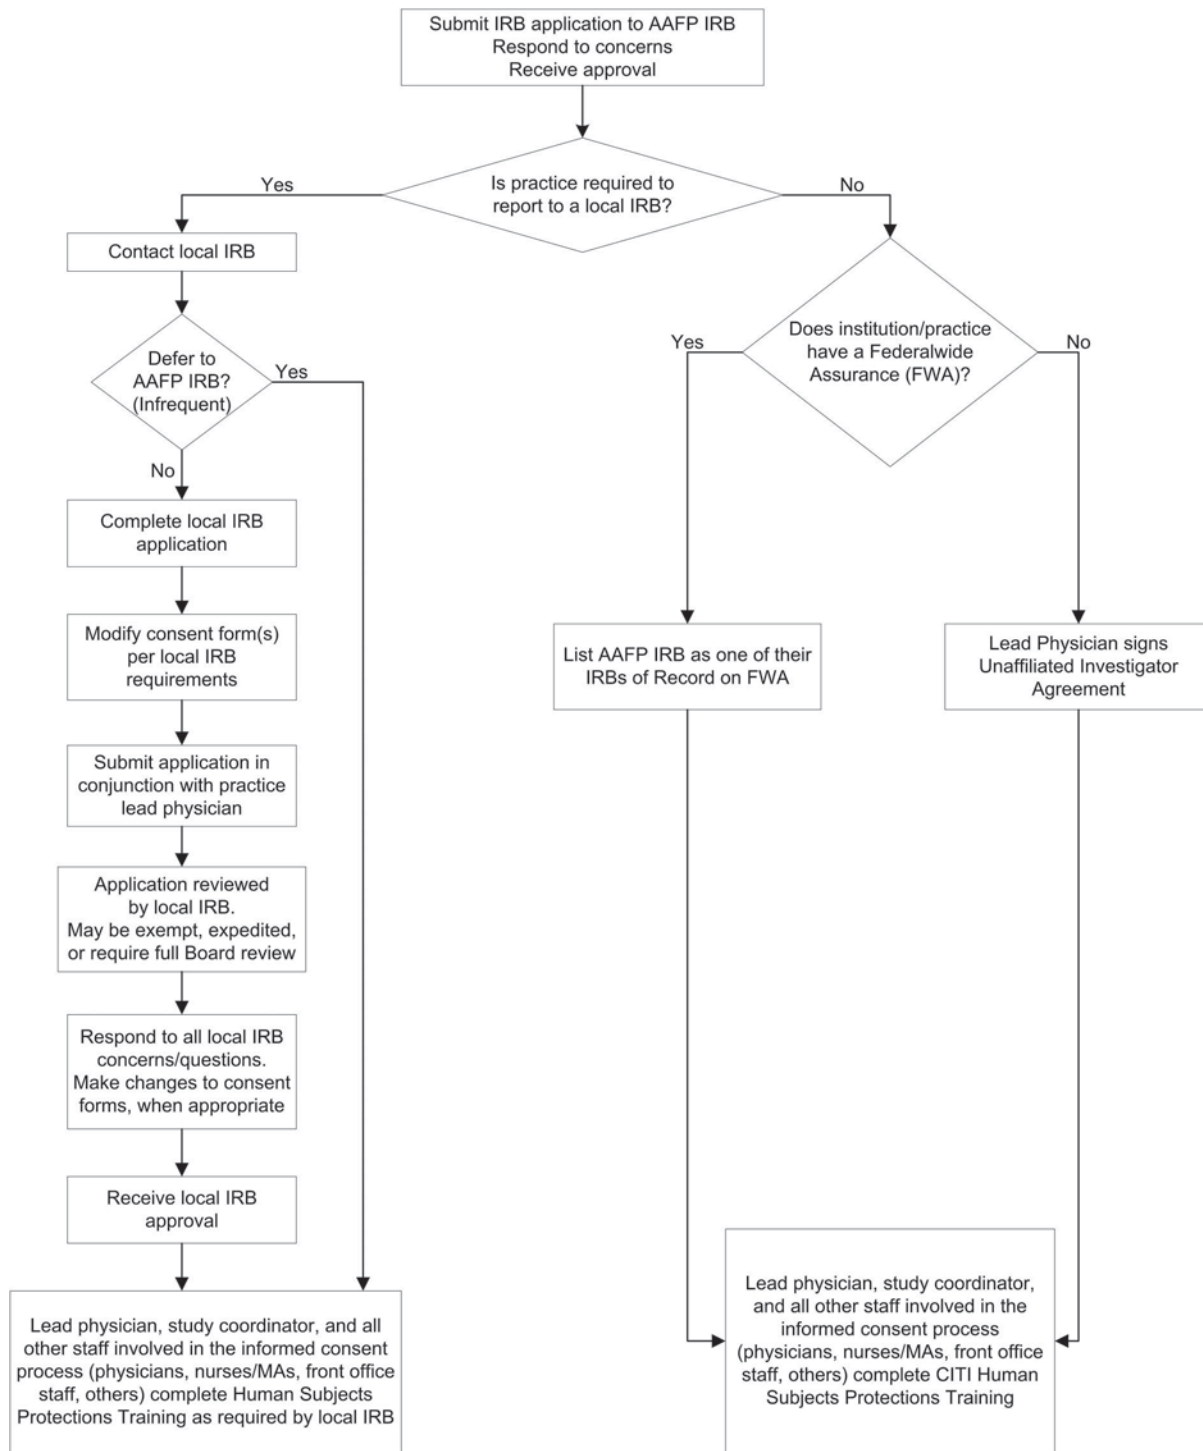 Submit IRB application to AAFP IRB
Respond to concerns
Receive approval
Is practice required to
report to a local IRB?
Yes
No
Contact local IRB
Defer to
AAFP IRB?
(Infrequent)
Yes
No
Does institution/practice
have a Federalwide
Assurance (FWA)?
Yes
No
Complete local IRB
application
Modify consent form(s)
per local IRB
requirements
Submit application in
conjunction with practice
lead physician
Application reviewed
by local IRB.
May be exempt, expedited,
or require full Board review
Respond to all local IRB
concerns/questions.
Make changes to consent
forms, when appropriate
Receive local IRB
approval
Lead physician, study coordinator, and all
other staff involved in the informed consent
process (physicians, nurses/MAs, front office
staff, others) complete Human Subjects
Protections Training as required by local IRB
List AAFP IRB as one of their
IRBs of Record on FWA
Lead Physician signs
Unaffiliated Investigator
Agreement
Lead physician, study coordinator,
and all other staff involved in the
informed consent process
(physicians, nurses/MAs, front office
staff, others) complete CITI Human
Subjects Protections Training